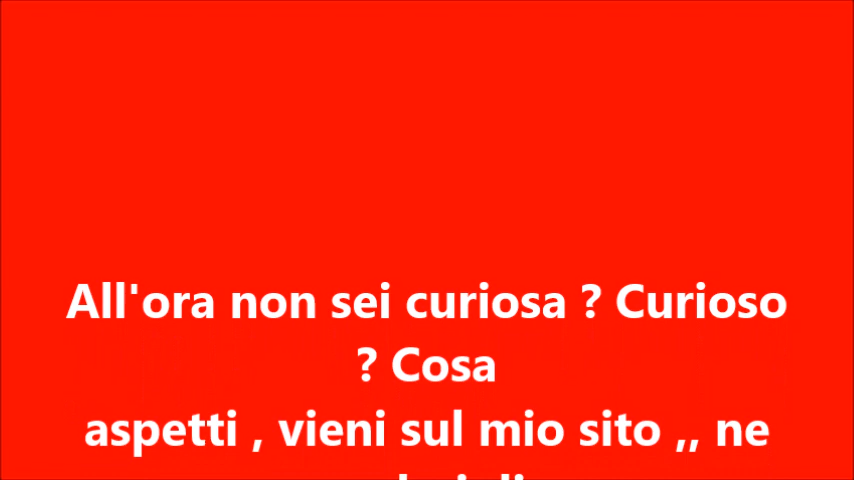 All'ora non sei curiosa ? Curioso
? Cosa
aspetti , vieni sul mio sito ,, ne